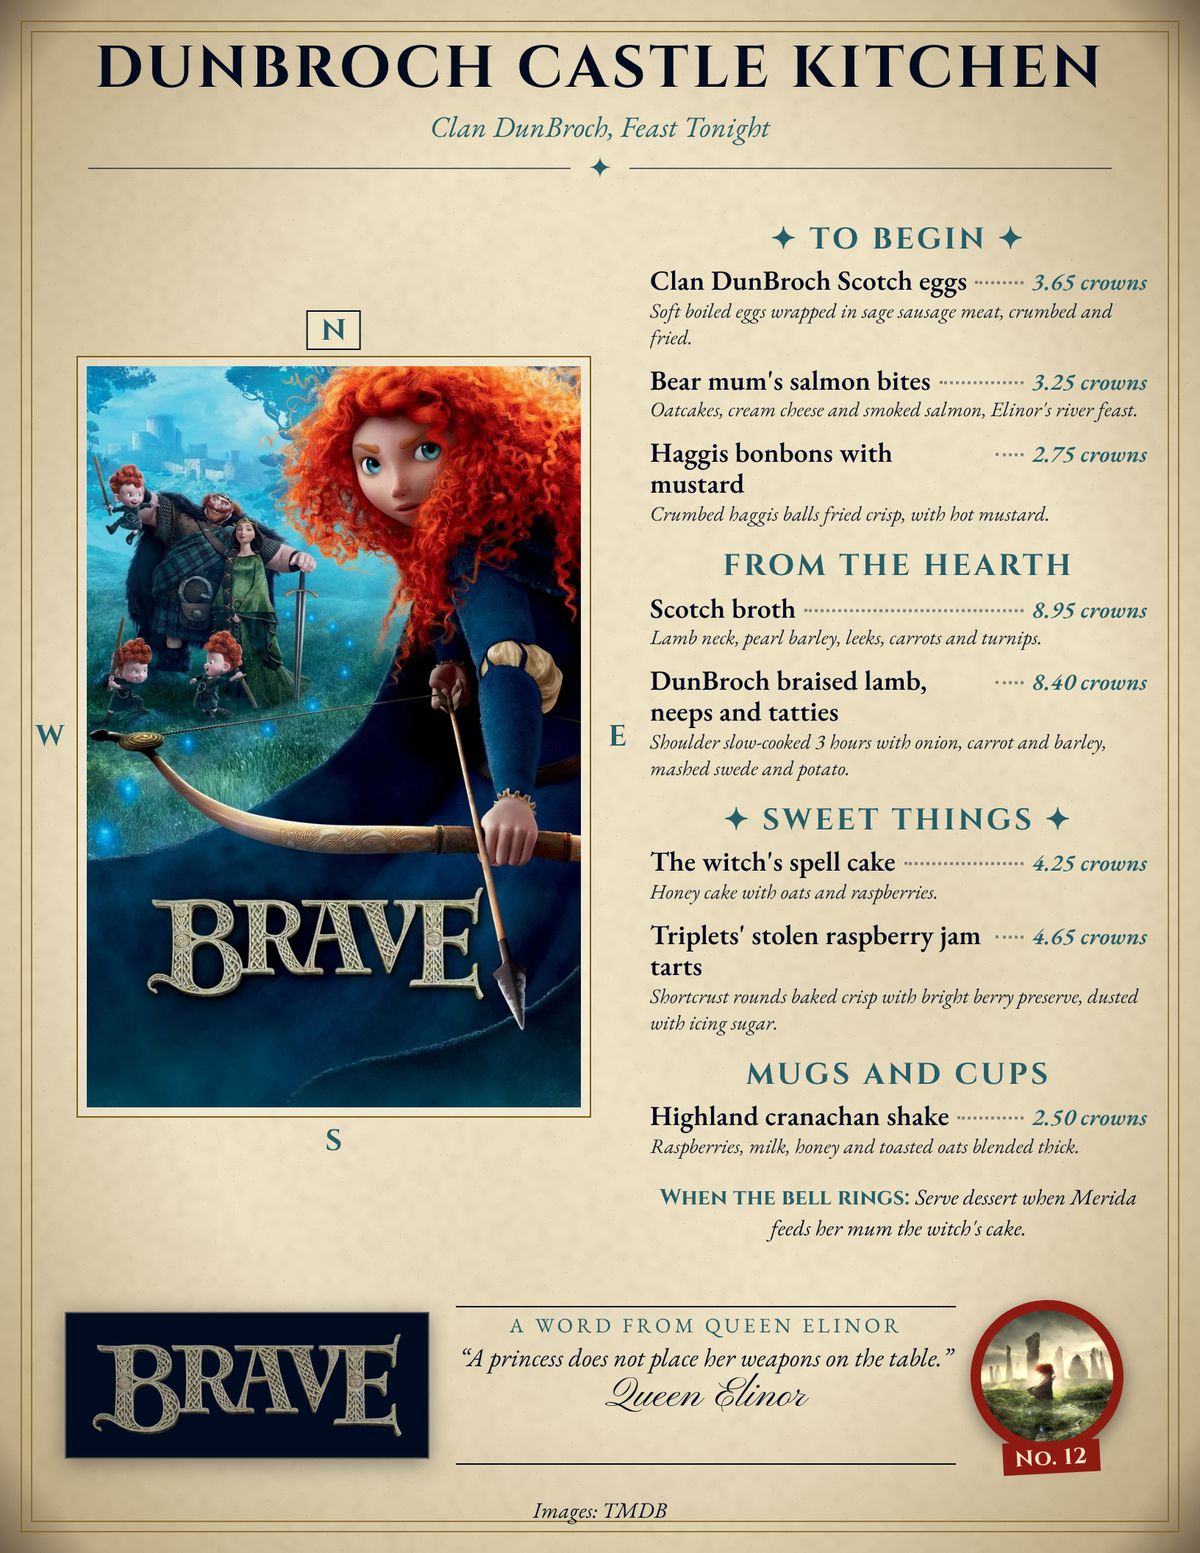 DUNBROCH CASTLE KITCHEN
Clan DunBroch, Feast Tonight
N
W
E
S
BRAVE
✦ TO BEGIN ✦
Clan DunBroch Scotch eggs ........ 3.65 crowns
Soft boiled eggs wrapped in sage sausage meat, crumbed and
fried.
Bear mum's salmon bites ........ 3.25 crowns
Oatcakes, cream cheese and smoked salmon, Elinor's river feast.
Haggis bonbons with ..... 2.75 crowns
mustard
Crumbed haggis balls fried crisp, with hot mustard.
FROM THE HEARTH
Scotch broth ........ 8.95 crowns
Lamb neck, pearl barley, leeks, carrots and turnips.
DunBroch braised lamb, ..... 8.40 crowns
neeps and tatties
Shoulder slow-cooked 3 hours with onion, carrot and barley,
mashed swede and potato.
✦ SWEET THINGS ✦
The witch's spell cake ........ 4.25 crowns
Honey cake with oats and raspberries.
Triplets' stolen raspberry jam ..... 4.65 crowns
tarts
Shortcrust rounds baked crisp with bright berry preserve, dusted
with icing sugar.
MUGS AND CUPS
Highland cranachan shake ........ 2.50 crowns
Raspberries, milk, honey and toasted oats blended thick.
WHEN THE BELL RINGS: Serve dessert when Merida
feeds her mum the witch's cake.
BRAVE
A WORD FROM QUEEN ELINOR
“A princess does not place her weapons on the table.”
Queen Elinor
NO. 12
Images: TMDB